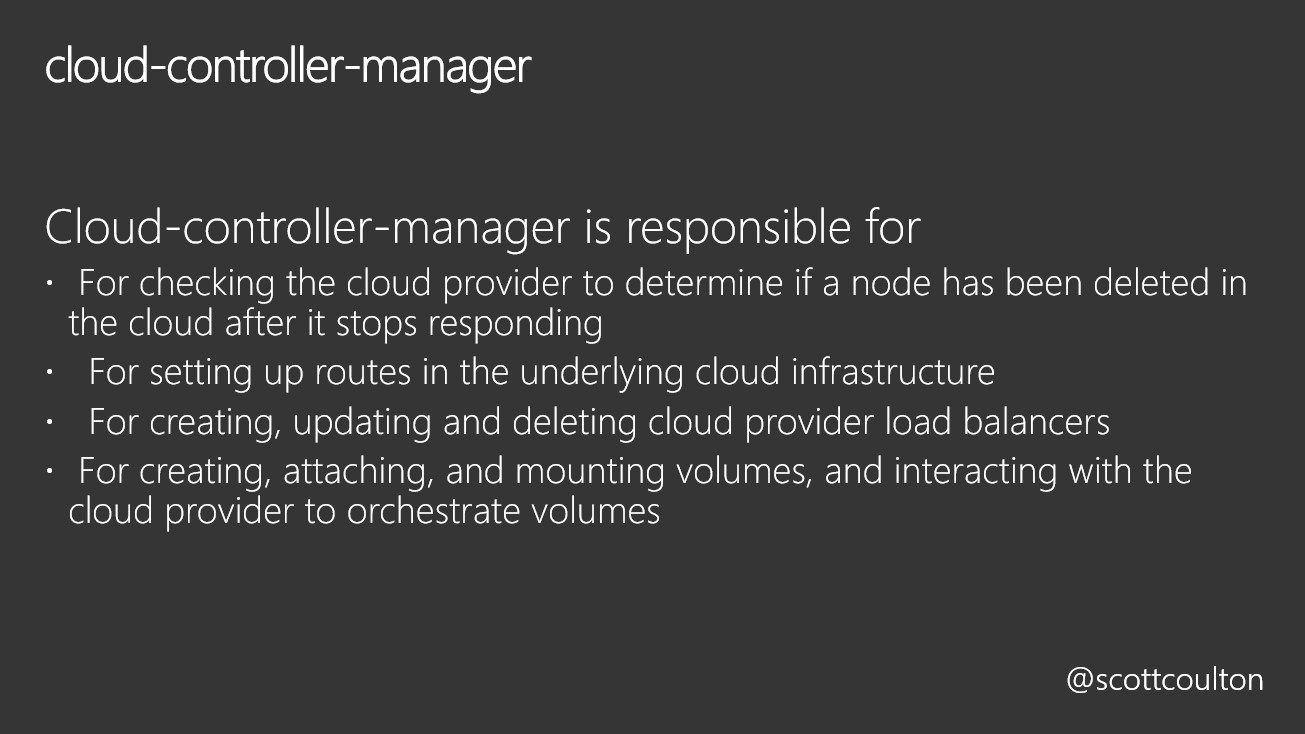 cloud-controller-manager
Cloud-controller-manager is responsible for
· For checking the cloud provider to determine if a node has been deleted in
the cloud after it stops responding
· For setting up routes in the underlying cloud infrastructure
· For creating, updating and deleting cloud provider load balancers
· For creating, attaching, and mounting volumes, and interacting with the
cloud provider to orchestrate volumes
@scottcoulton